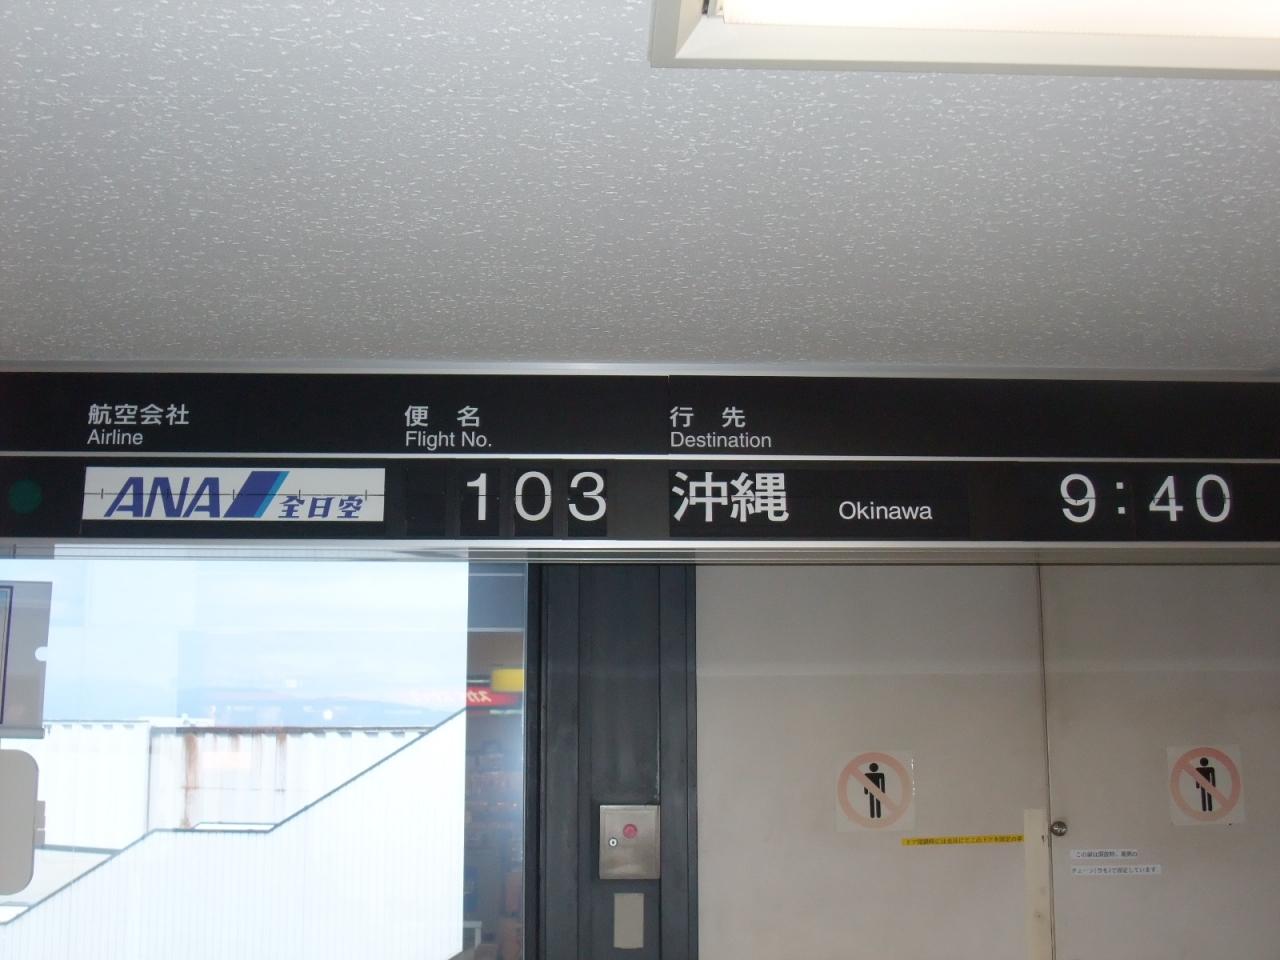 航空会社 便名 行先
Airline Flight No. Destination
ANA 全日空 103 沖縄 Okinawa 9:40